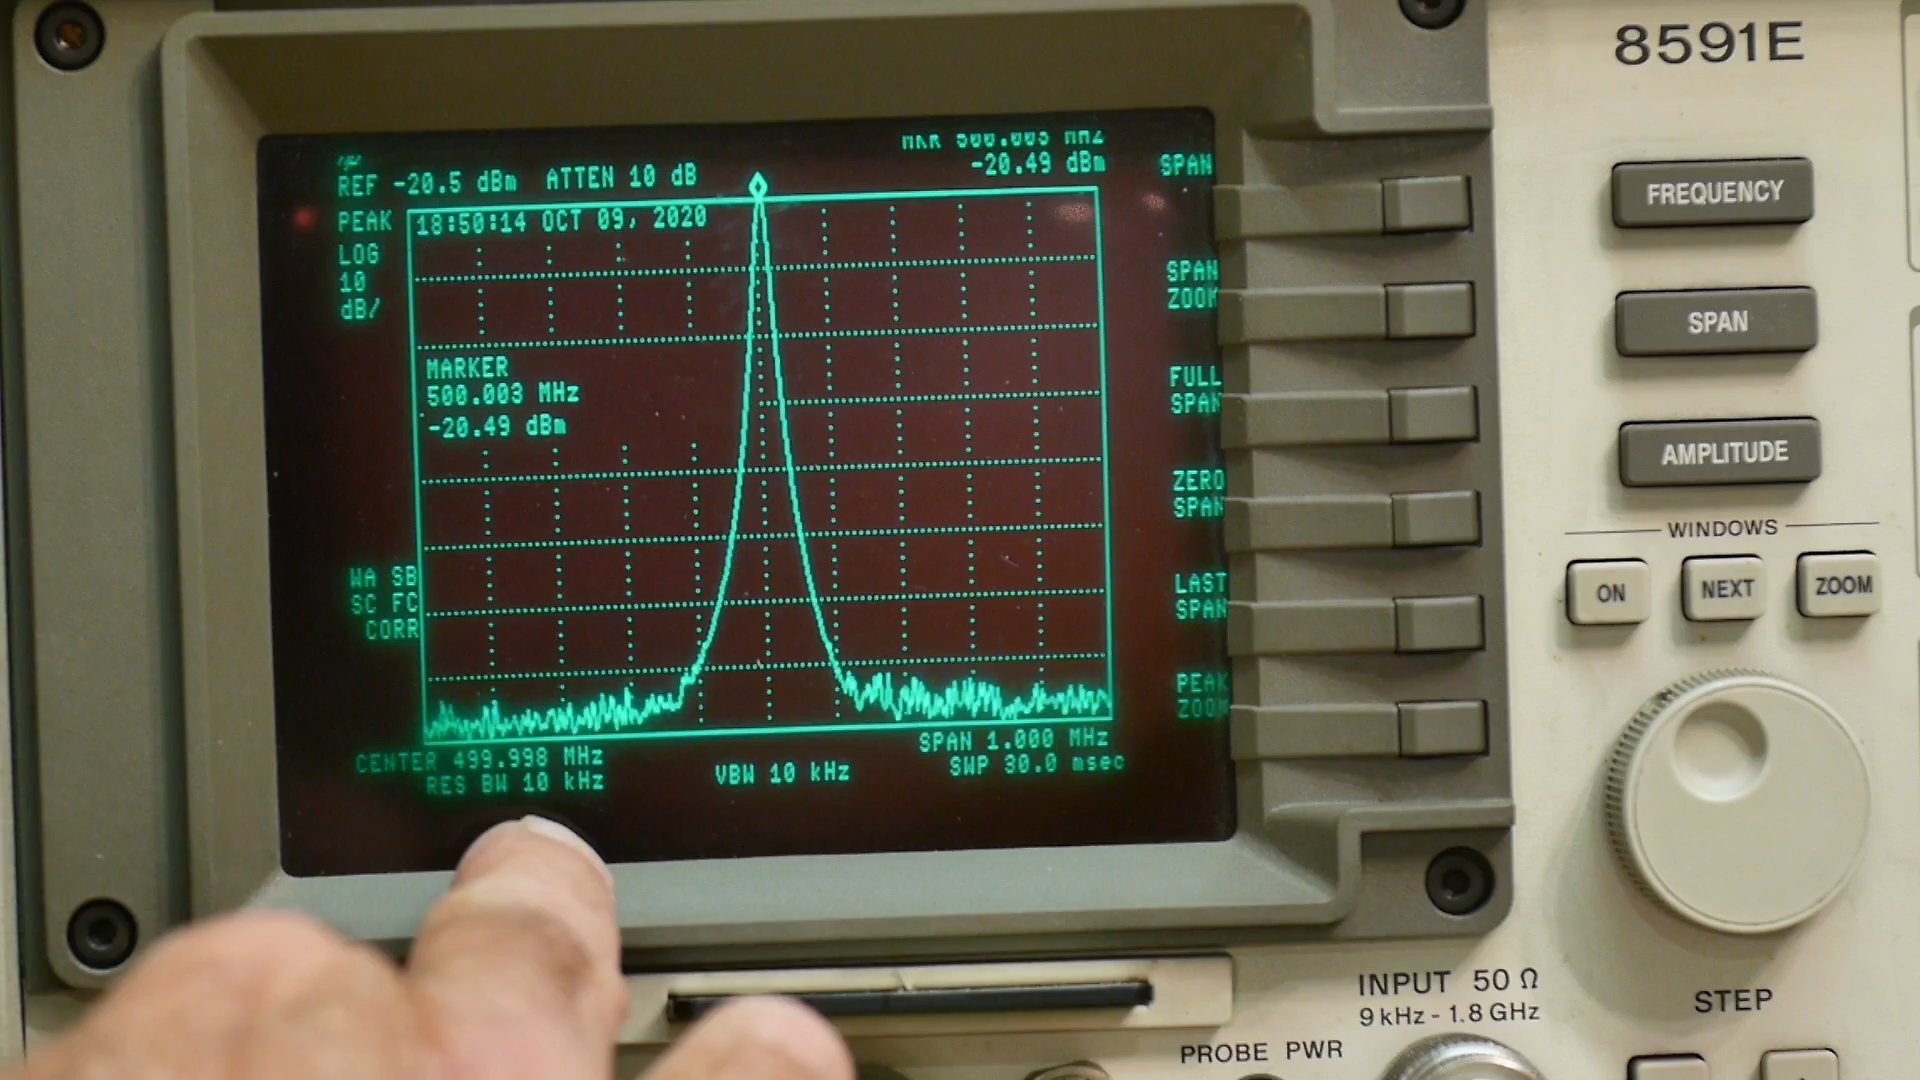 8591E
MKR 500.003 MHz
-20.49 dBm
REF -20.5 dBm ATTEN 10 dB
PEAK
LOG
10
dB/
18:50:14 OCT 09, 2020
MARKER
500.003 MHz
-20.49 dBm
WA SB
SC FC
CORR
CENTER 499.998 MHz
RES BW 10 kHz
VBW 10 kHz
SPAN 1.000 MHz
SWP 30.0 msec
SPAN
SPAN
ZOOM
FULL
SPAN
ZERO
SPAN
LAST
SPAN
PEAK
ZOOM
FREQUENCY
SPAN
AMPLITUDE
WINDOWS
ON NEXT ZOOM
INPUT 50 Ω
9 kHz - 1.8 GHz
PROBE PWR
STEP